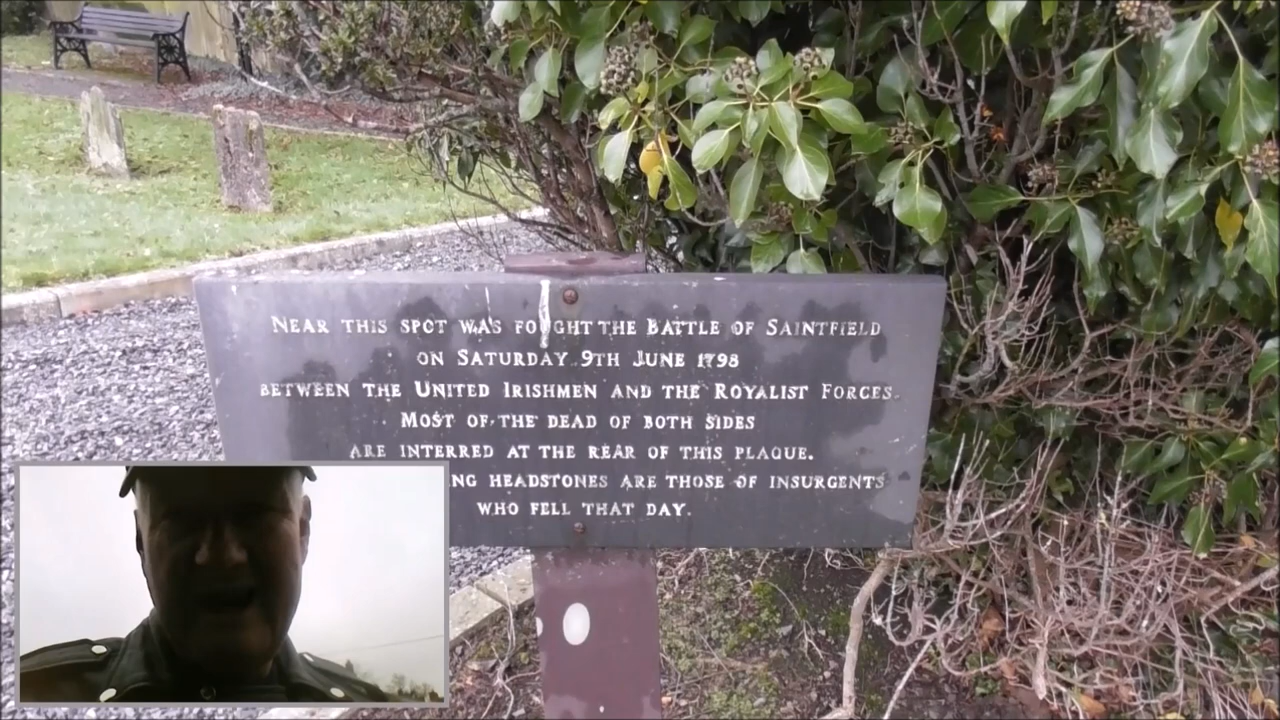 NEAR THIS SPOT WAS FOUGHT THE BATTLE OF SAINTFIELD
ON SATURDAY 9TH JUNE 1798
BETWEEN THE UNITED IRISHMEN AND THE ROYALIST FORCES.
MOST OF THE DEAD OF BOTH SIDES
ARE INTERRED AT THE REAR OF THIS PLAQUE.
HEADSTONES ARE THOSE OF INSURGENTS
WHO FELL THAT DAY.